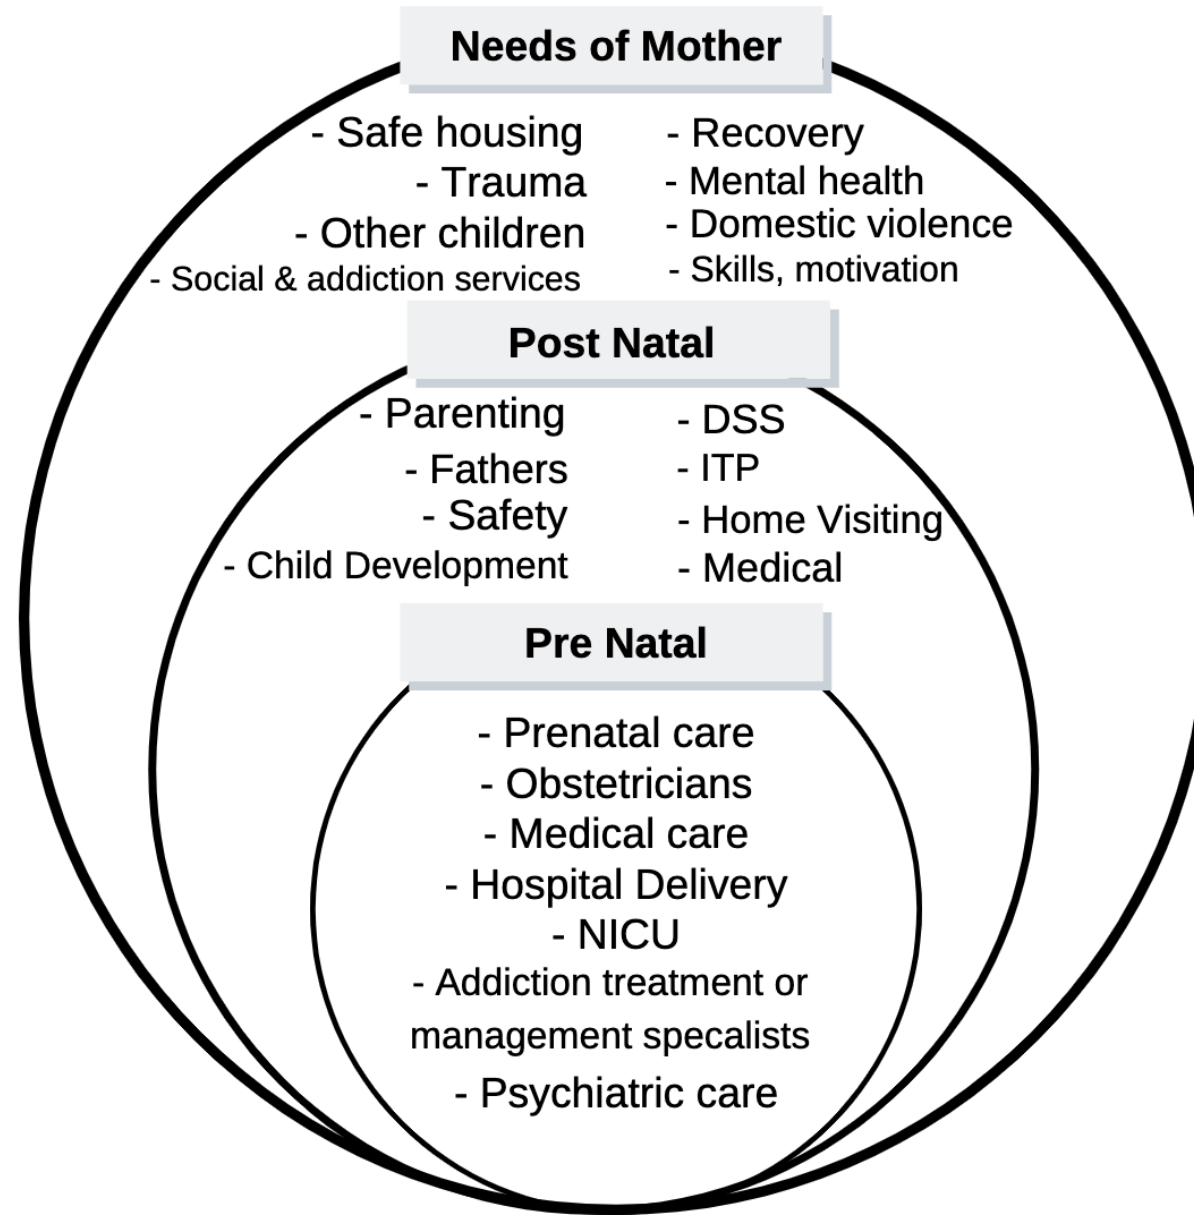 Needs of Mother
- Safe housing
- Trauma
- Other children
- Social & addiction services
- Recovery
- Mental health
- Domestic violence
- Skills, motivation
Post Natal
- Parenting
- Fathers
- Safety
- Child Development
- DSS
- ITP
- Home Visiting
- Medical
Pre Natal
- Prenatal care
- Obstetricians
- Medical care
- Hospital Delivery
- NICU
- Addiction treatment or
management specalists
- Psychiatric care